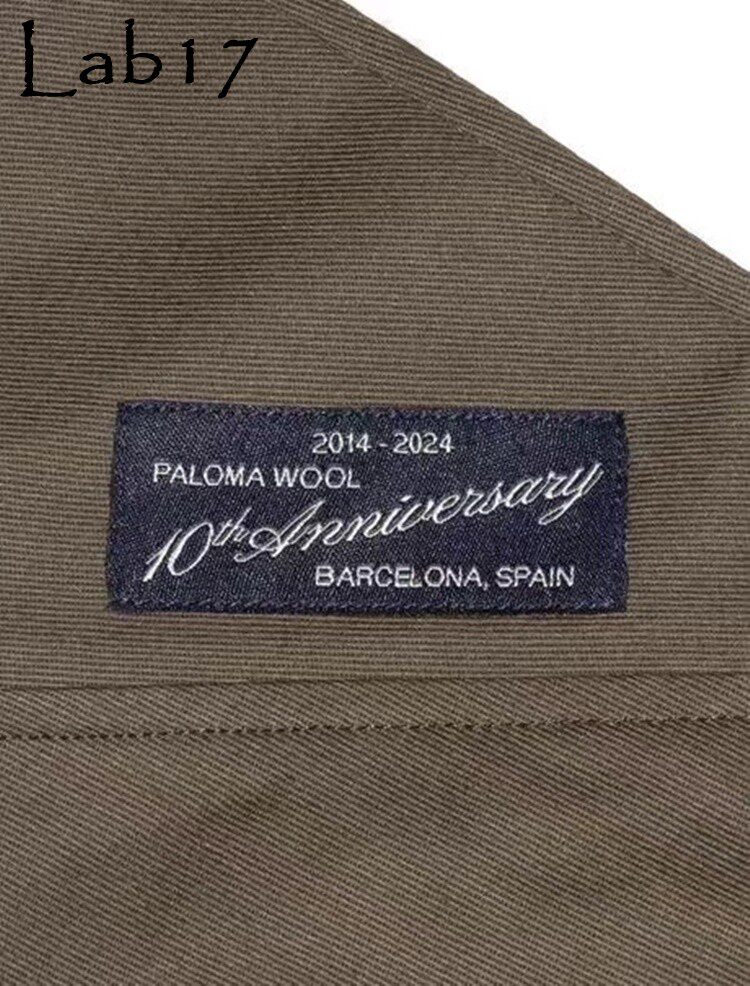 Lab17
2014 - 2024
PALOMA WOOL
10th Anniversary
BARCELONA, SPAIN